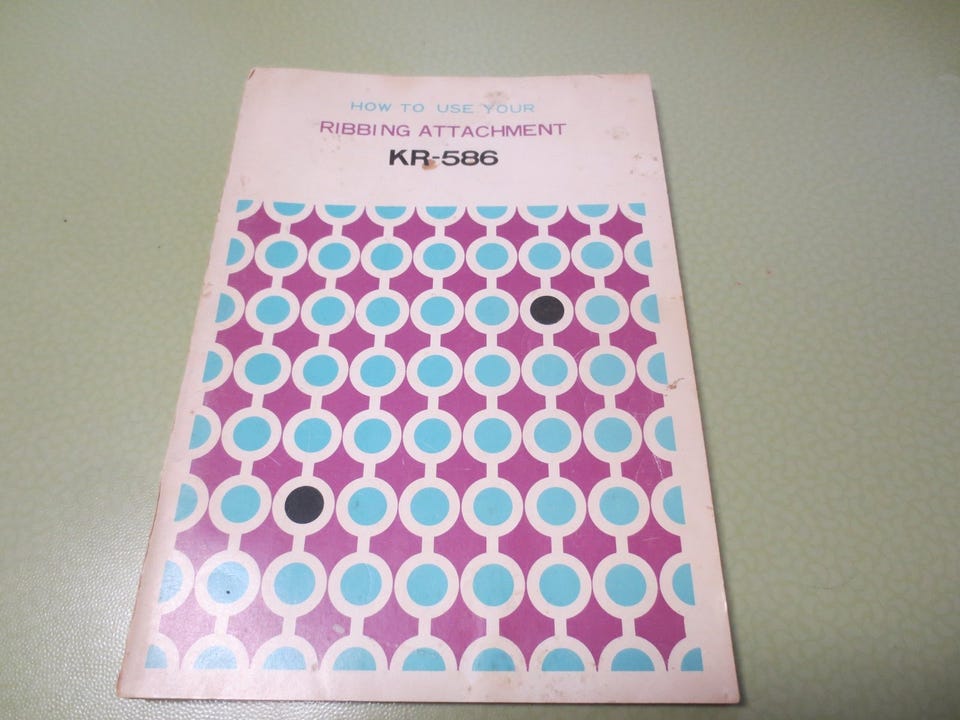 HOW TO USE YOUR
RIBBING ATTACHMENT
KR-586